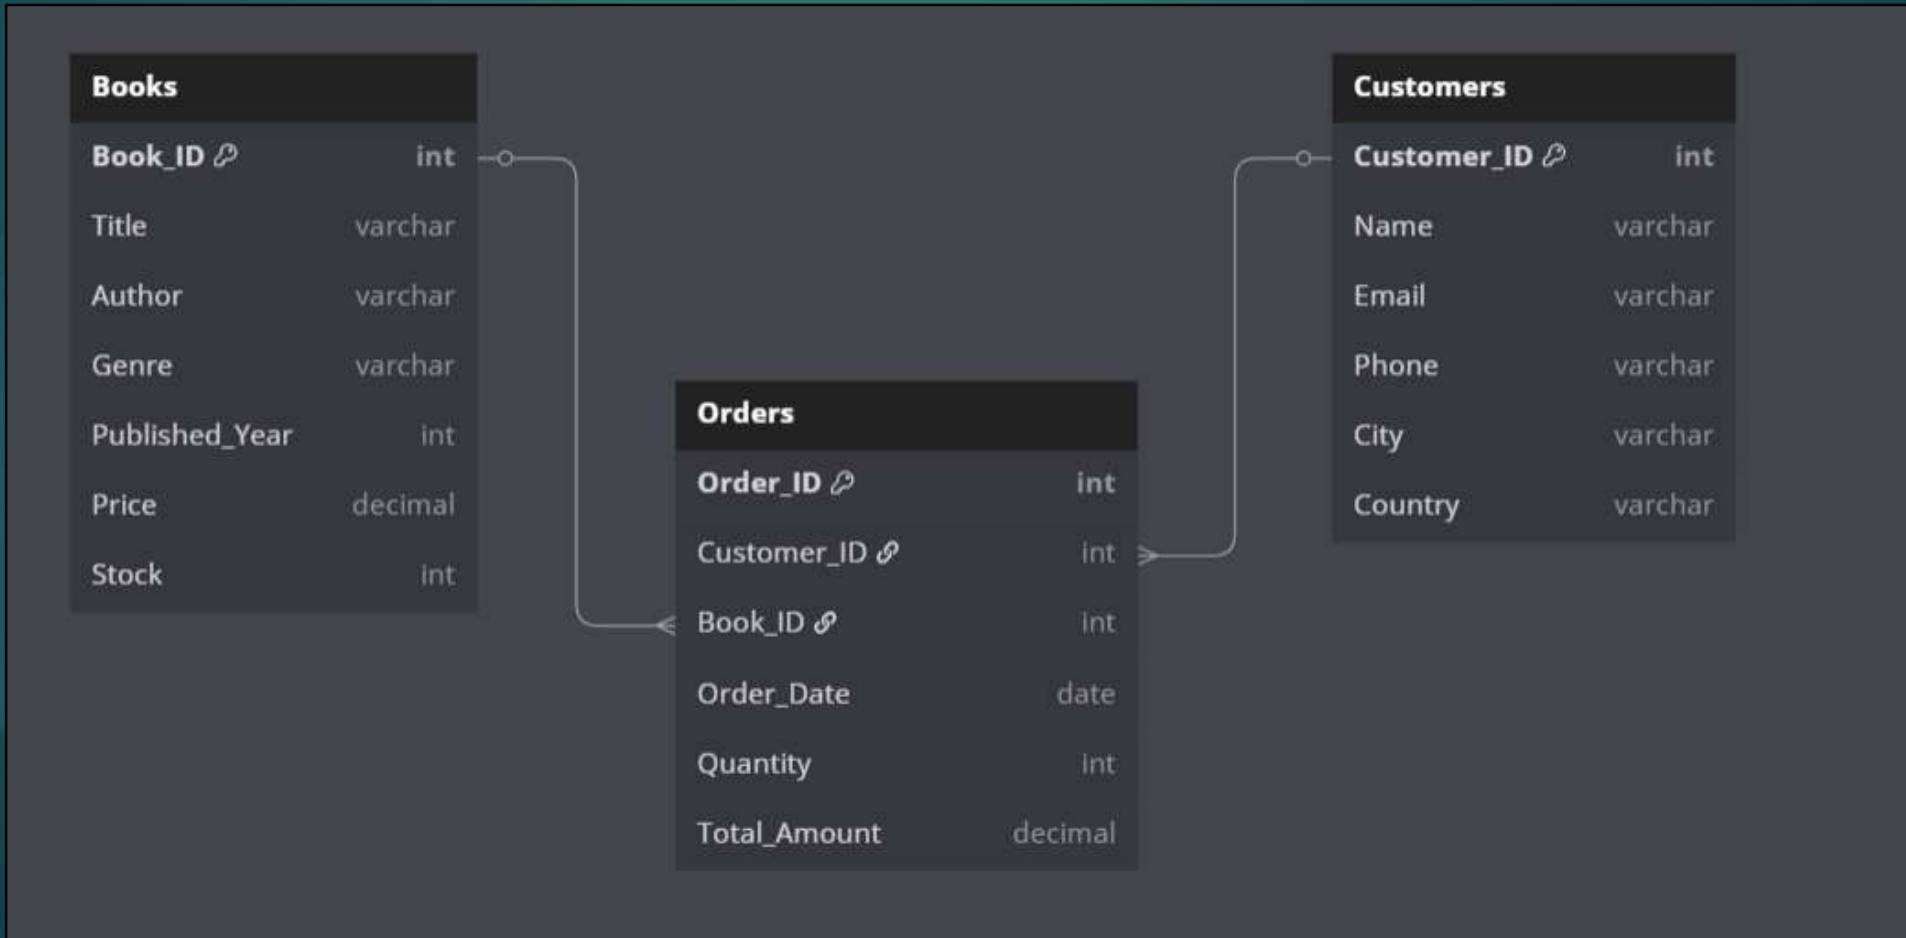 Books
Book_ID int
Title varchar
Author varchar
Genre varchar
Published_Year int
Price decimal
Stock int
Orders
Order_ID int
Customer_ID int
Book_ID int
Order_Date date
Quantity int
Total_Amount decimal
Customers
Customer_ID int
Name varchar
Email varchar
Phone varchar
City varchar
Country varchar